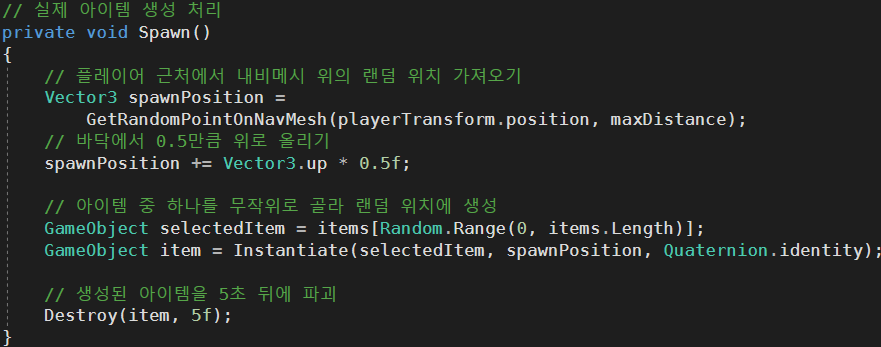 // 실제 아이템 생성 처리
private void Spawn()
{
// 플레이어 근처에서 내비메시 위의 랜덤 위치 가져오기
Vector3 spawnPosition =
GetRandomPointOnNavMesh(playerTransform.position, maxDistance);
// 바닥에서 0.5만큼 위로 올리기
spawnPosition += Vector3.up * 0.5f;
// 아이템 중 하나를 무작위로 골라 랜덤 위치에 생성
GameObject selectedItem = items[Random.Range(0, items.Length)];
GameObject item = Instantiate(selectedItem, spawnPosition, Quaternion.identity);
// 생성된 아이템을 5초 뒤에 파괴
Destroy(item, 5f);
}